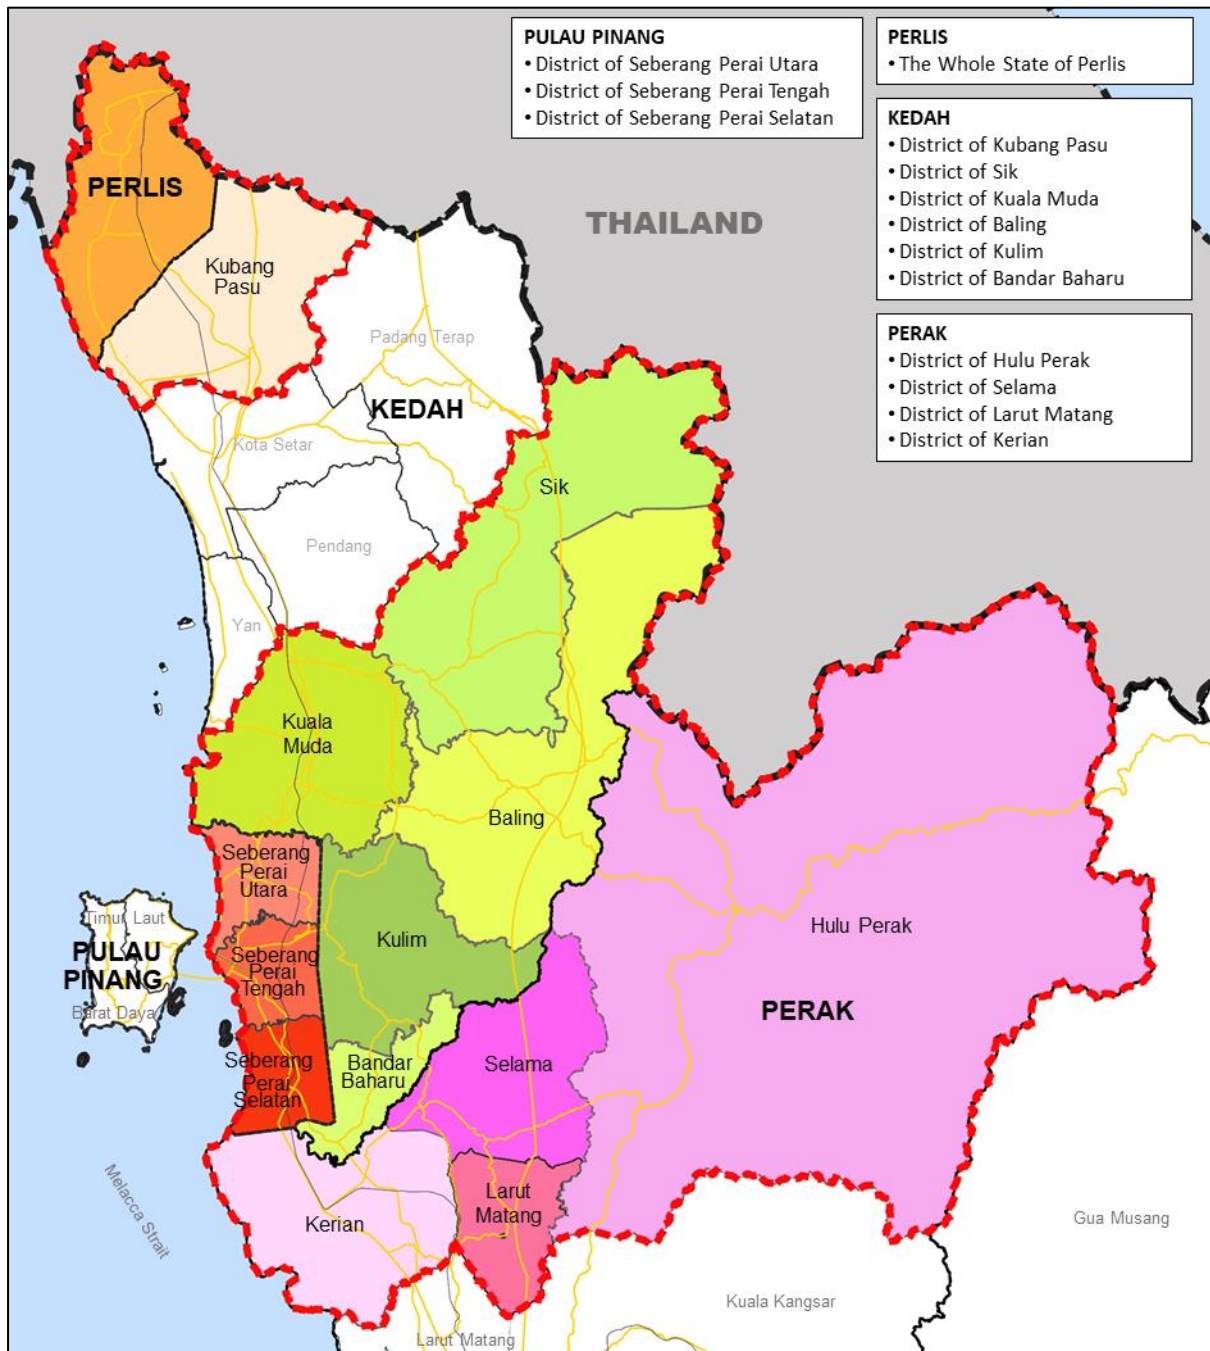 PULAU PINANG
• District of Seberang Perai Utara
• District of Seberang Perai Tengah
• District of Seberang Perai Selatan
PERLIS
• The Whole State of Perlis
KEDAH
• District of Kubang Pasu
• District of Sik
• District of Kuala Muda
• District of Baling
• District of Kulim
• District of Bandar Baharu
PERAK
• District of Hulu Perak
• District of Selama
• District of Larut Matang
• District of Kerian
PERLIS
THAILAND
Kubang
Pasu
Padang Terap
KEDAH
Kota Setar
Sik
Pendang
Yan
Kuala
Muda
Baling
Seberang
Perai
Utara
Timur Laut
PULAU
PINANG
Barat Daya
Seberang
Perai
Tengah
Kulim
Hulu Perak
PERAK
Seberang
Perai
Selatan
Bandar
Baharu
Selama
Melacca Strait
Larut
Matang
Kerian
Gua Musang
Kuala Kangsar
Larut Matang